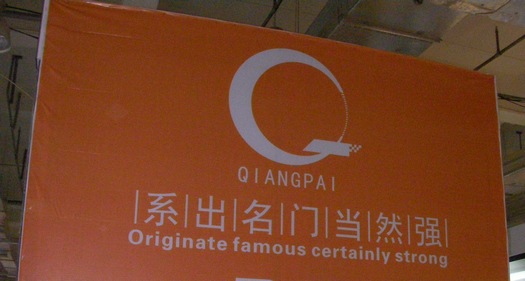 QIANGPAI
系出名门当然强
Originate famous certainly strong